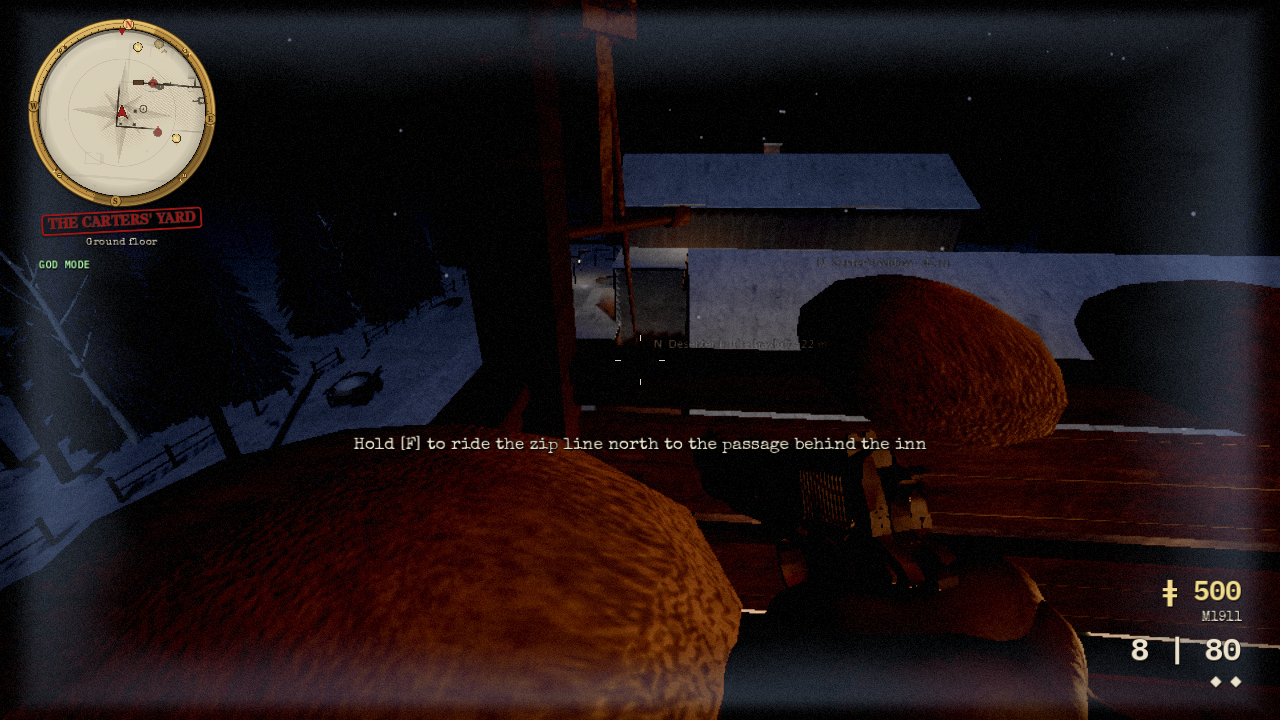 N
W
E
S
THE CARTERS' YARD
Ground floor
GOD MODE
Hold [F] to ride the zip line north to the passage behind the inn
500
M1911
8 | 80